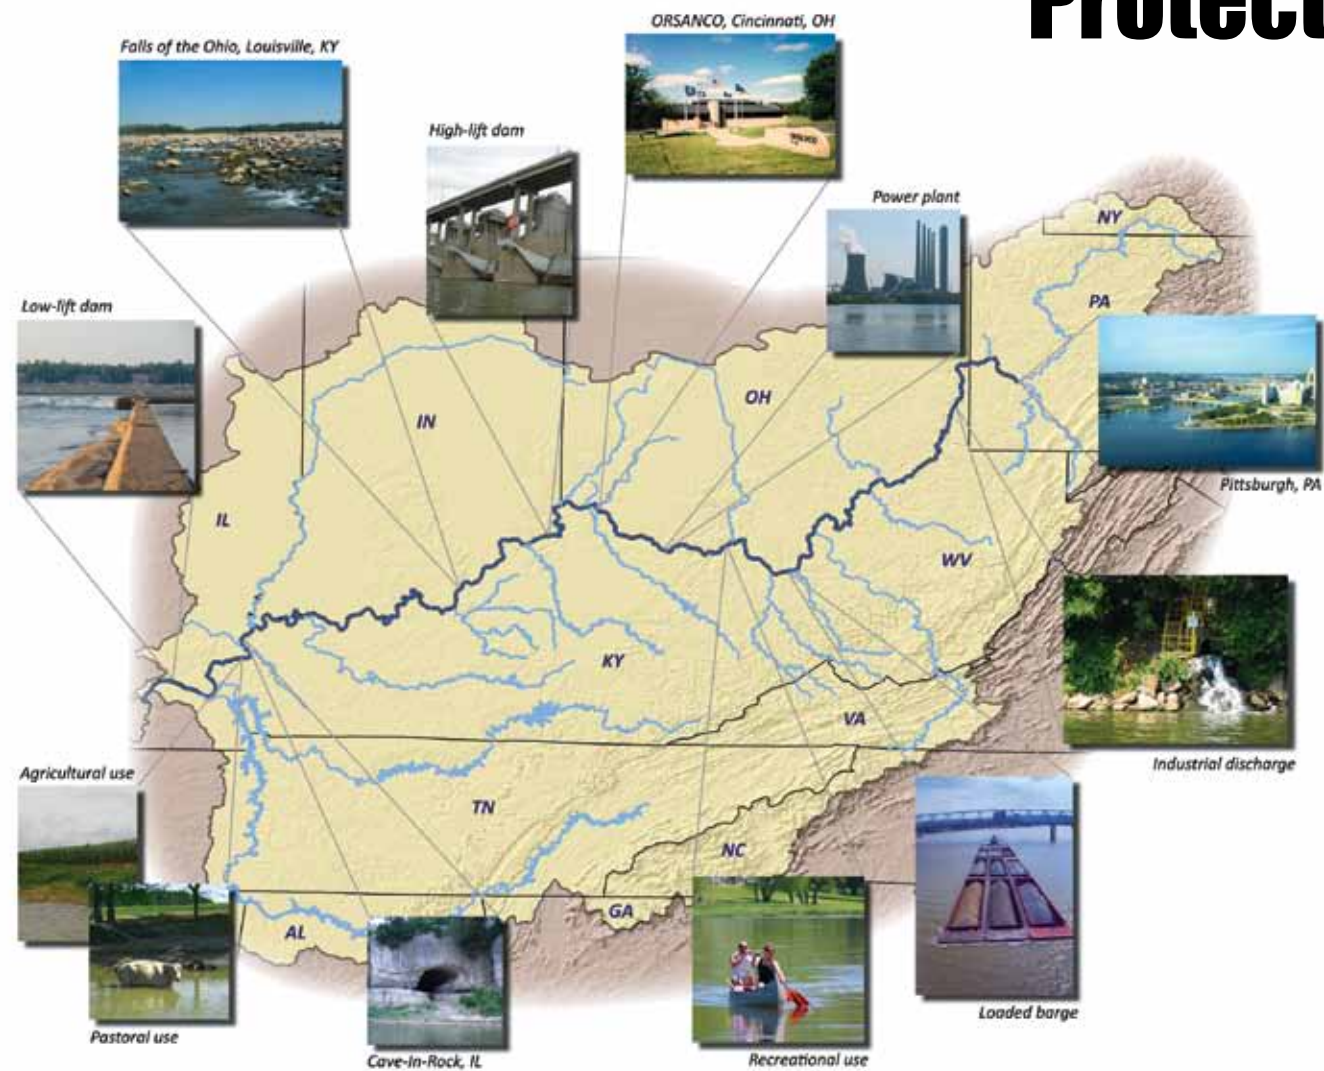 Protect
ORSANCO, Cincinnati, OH
Falls of the Ohio, Louisville, KY
High-lift dam
Power plant
NY
Low-lift dam
PA
OH
IN
Pittsburgh, PA
IL
WV
KY
VA
Industrial discharge
Agricultural use
TN
NC
GA
AL
Loaded barge
Pastoral use
Cave-In-Rock, IL
Recreational use